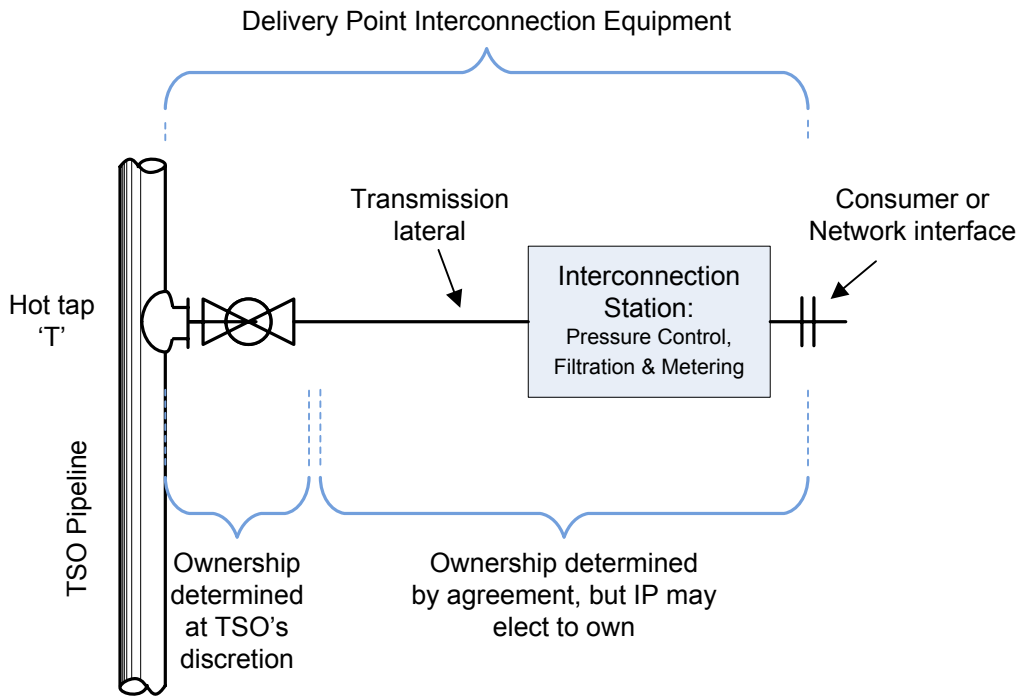 Delivery Point Interconnection Equipment
Transmission
lateral
Consumer or
Network interface
Hot tap
‘T’
Interconnection
Station:
Pressure Control,
Filtration & Metering
TSO Pipeline
Ownership
determined
at TSO’s
discretion
Ownership determined
by agreement, but IP may
elect to own